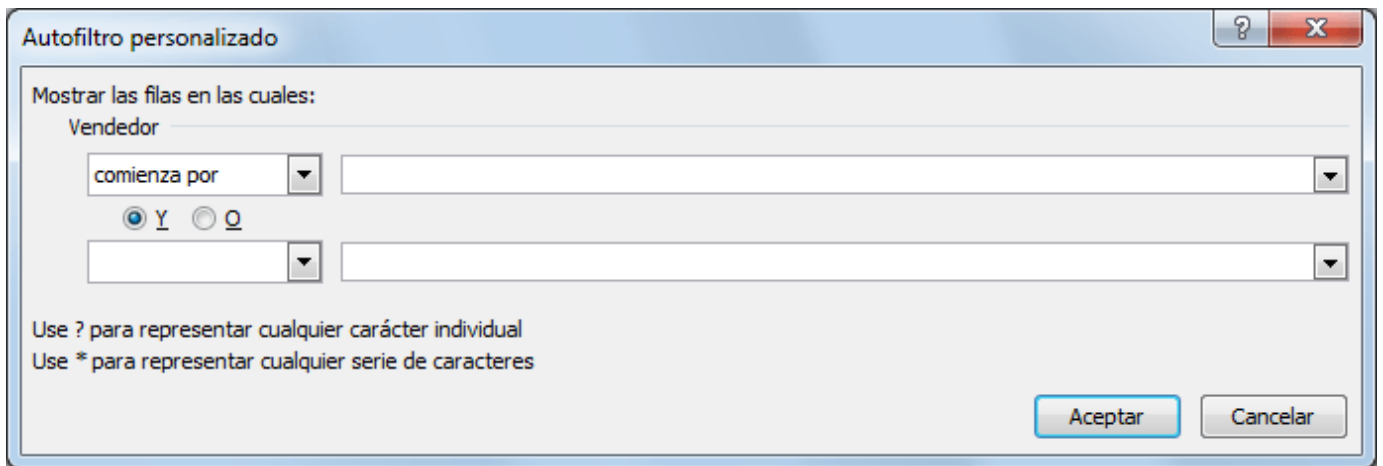 Autofiltro personalizado
Mostrar las filas en las cuales:
Vendedor
comienza por
Y O
Use ? para representar cualquier carácter individual
Use * para representar cualquier serie de caracteres
Aceptar Cancelar